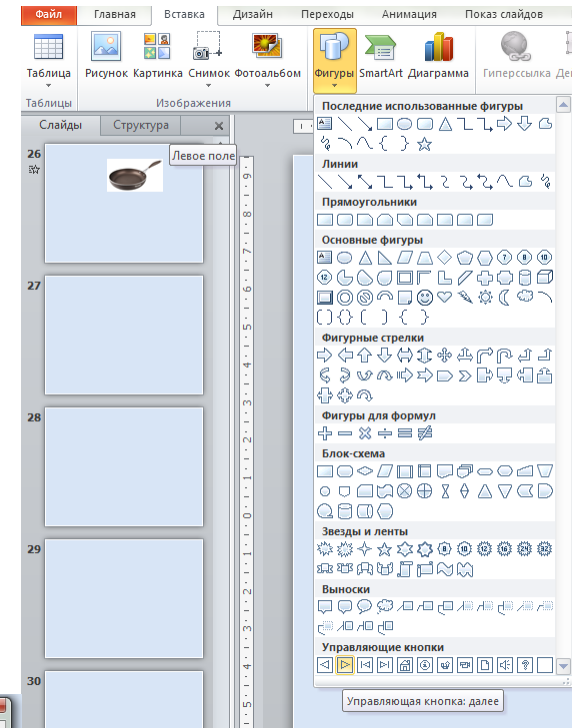 Файл Главная Вставка Дизайн Переходы Анимация Показ слайдов
Таблица Рисунок Картинка Снимок Фотоальбом Фигуры SmartArt Диаграмма Гиперссылка
Таблицы Изображения
Слайды Структура
Левое поле
26
27
28
29
30
Последние использованные фигуры
Линии
Прямоугольники
Основные фигуры
Фигурные стрелки
Фигуры для формул
Блок-схема
Звезды и ленты
Выноски
Управляющие кнопки
Управляющая кнопка: далее